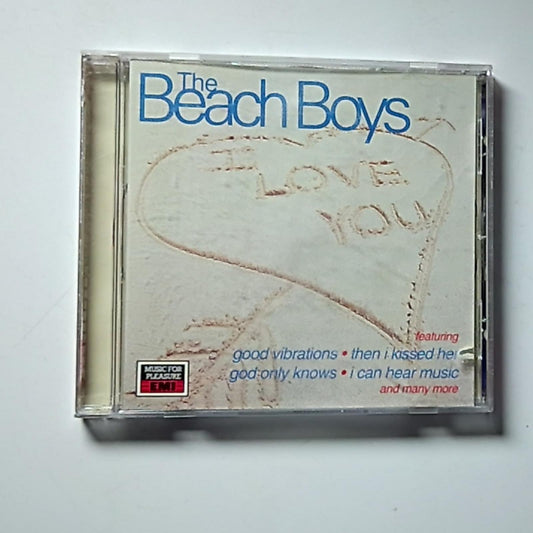 The
Beach Boys
I
LOVE
YOU
featuring
good vibrations • then i kissed her
god only knows • i can hear music
and many more
MUSIC FOR
PLEASURE
EMI